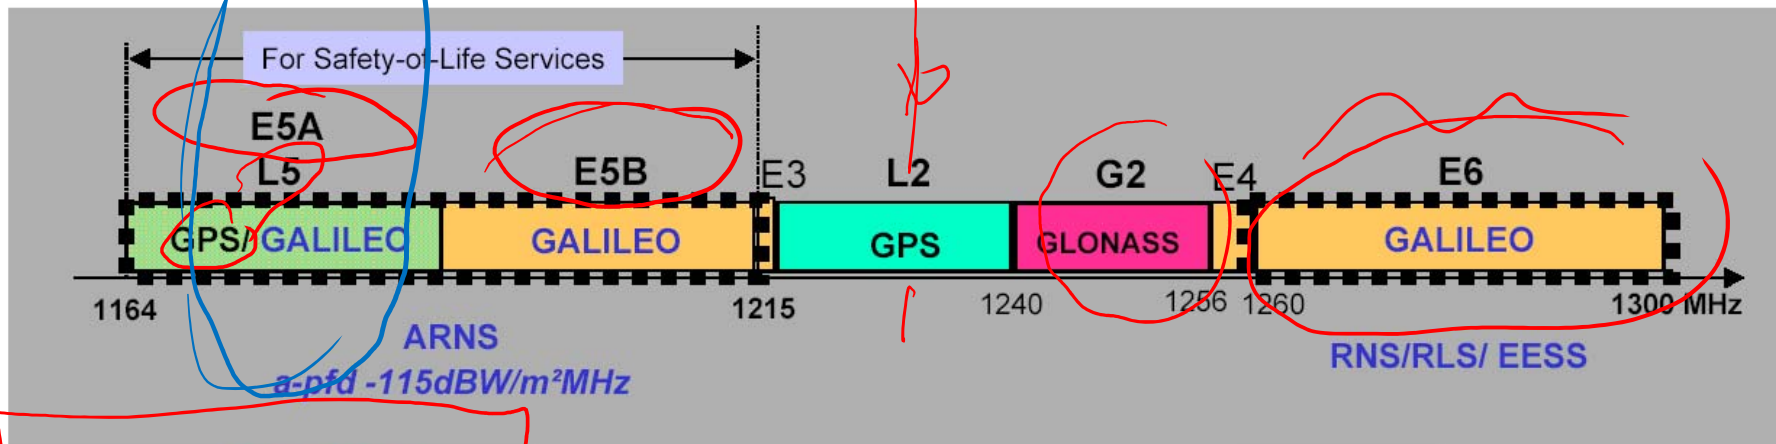 For Safety-of-Life Services
E5A
L5
E5B
E3
L2
G2
E4
E6
GPS/GALILEO
GALILEO
GPS
GLONASS
GALILEO
1164
1215
1240
1256
1260
1300 MHz
ARNS
RNS/RLS/ EESS
a-pfd -115dBW/m²MHz